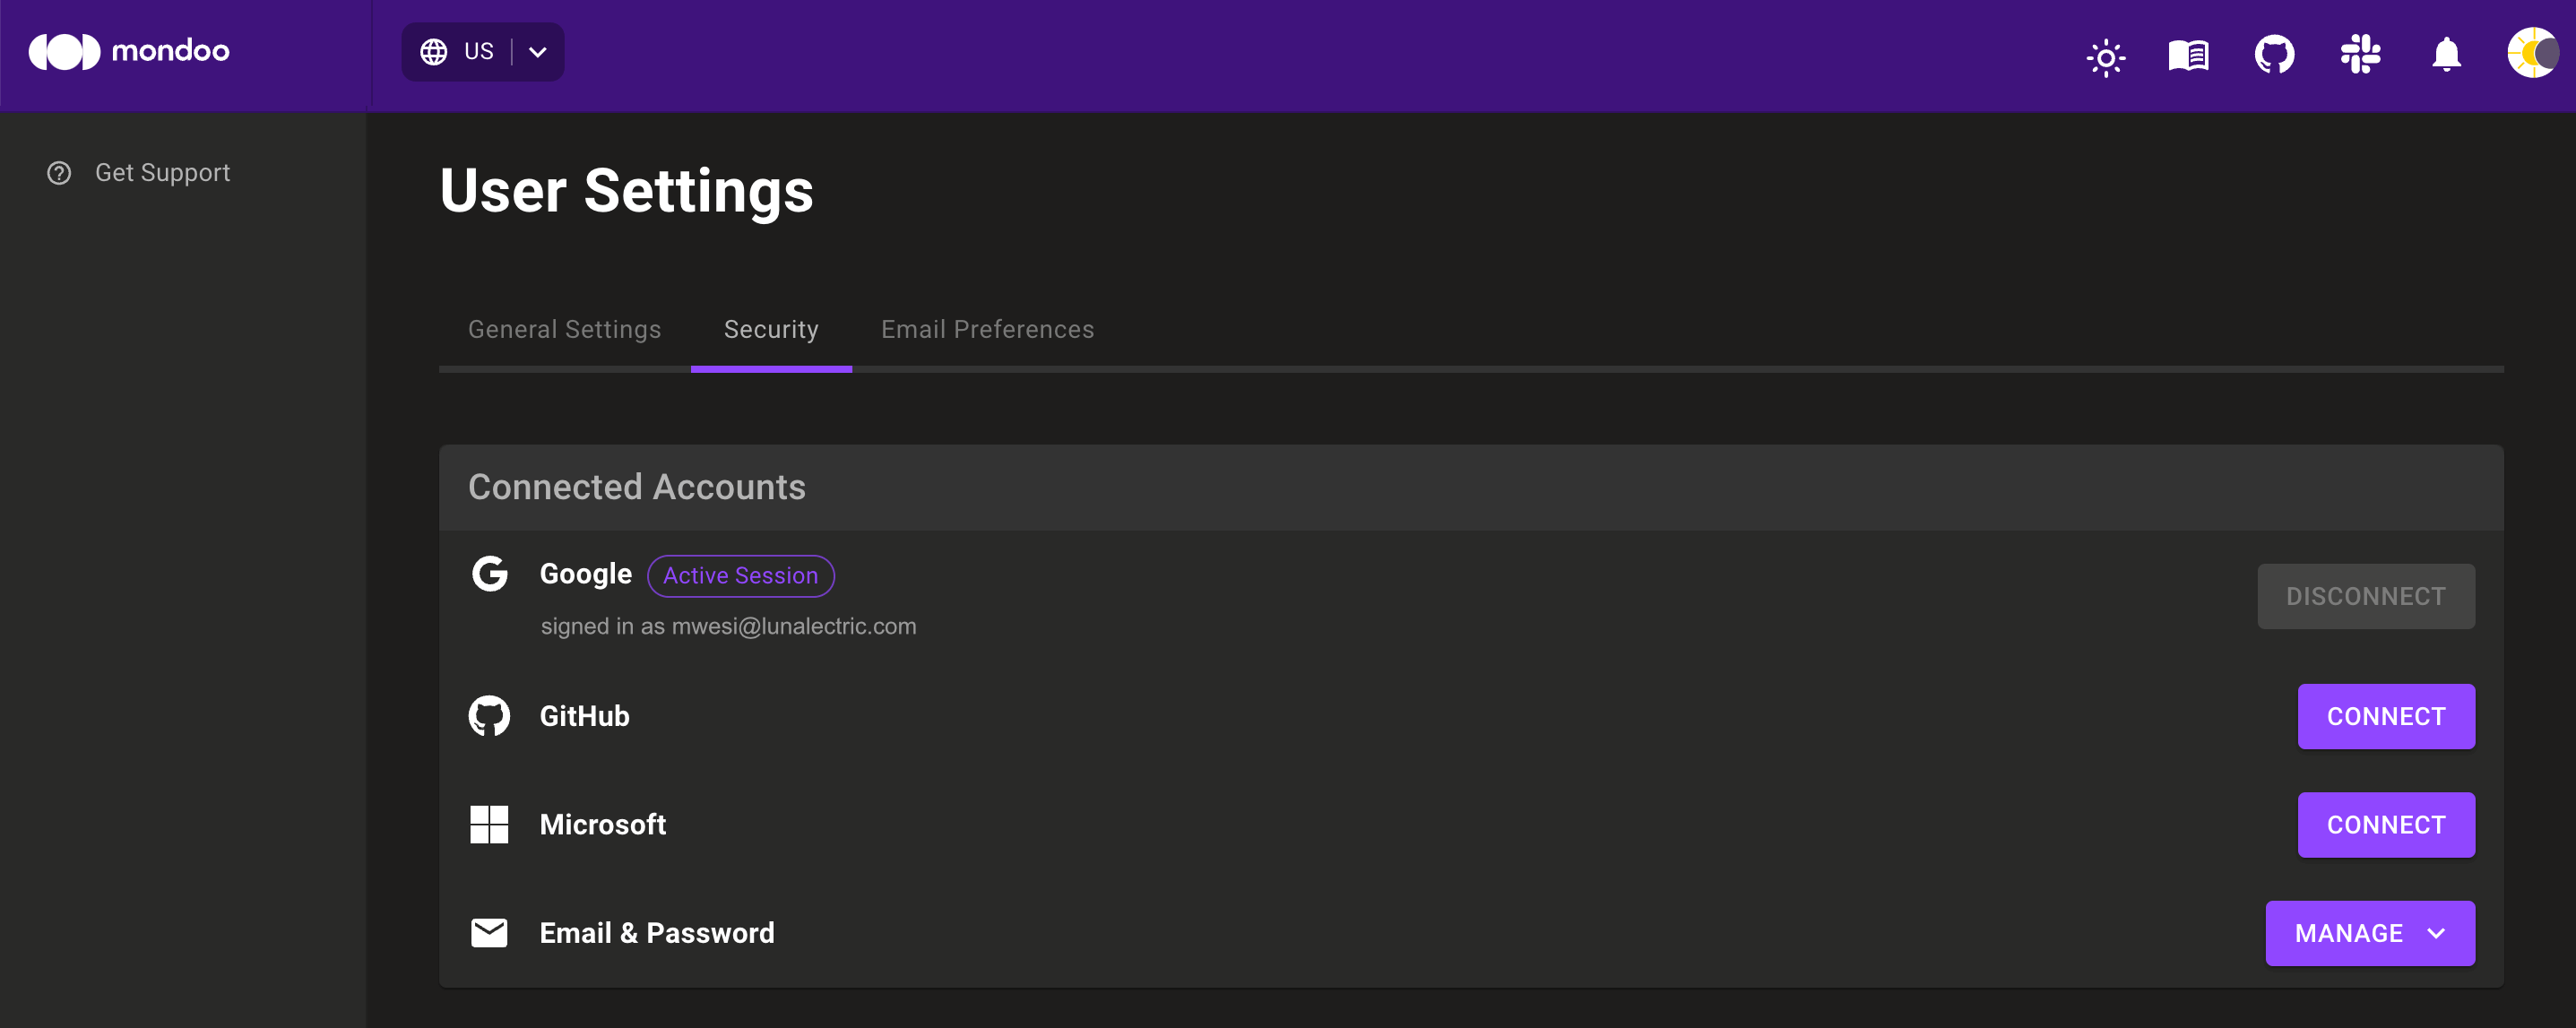 mondoo
US
Get Support
User Settings
General Settings
Security
Email Preferences
Connected Accounts
Google
Active Session
signed in as mwesi@lunalectric.com
DISCONNECT
GitHub
CONNECT
Microsoft
CONNECT
Email & Password
MANAGE